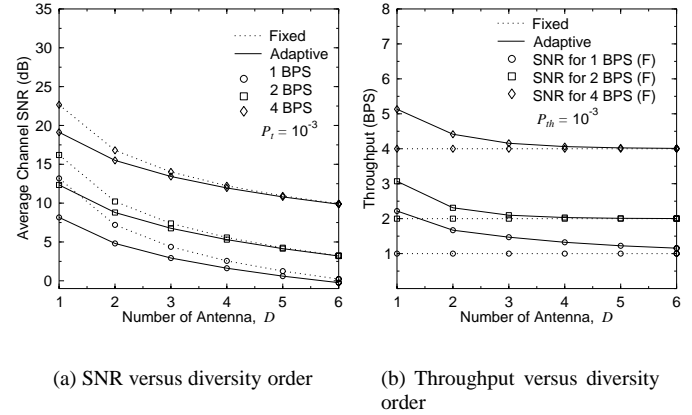 35
30
25
20
15
10
5
0
Average Channel SNR (dB)
Fixed
Adaptive
1 BPS
2 BPS
4 BPS
Pt = 10-3
1 2 3 4 5 6
Number of Antenna, D
(a) SNR versus diversity order
8
7
6
5
4
3
2
1
0
Throughput (BPS)
Fixed
Adaptive
SNR for 1 BPS (F)
SNR for 2 BPS (F)
SNR for 4 BPS (F)
Pth = 10-3
1 2 3 4 5 6
Number of Antenna, D
(b) Throughput versus diversity
order